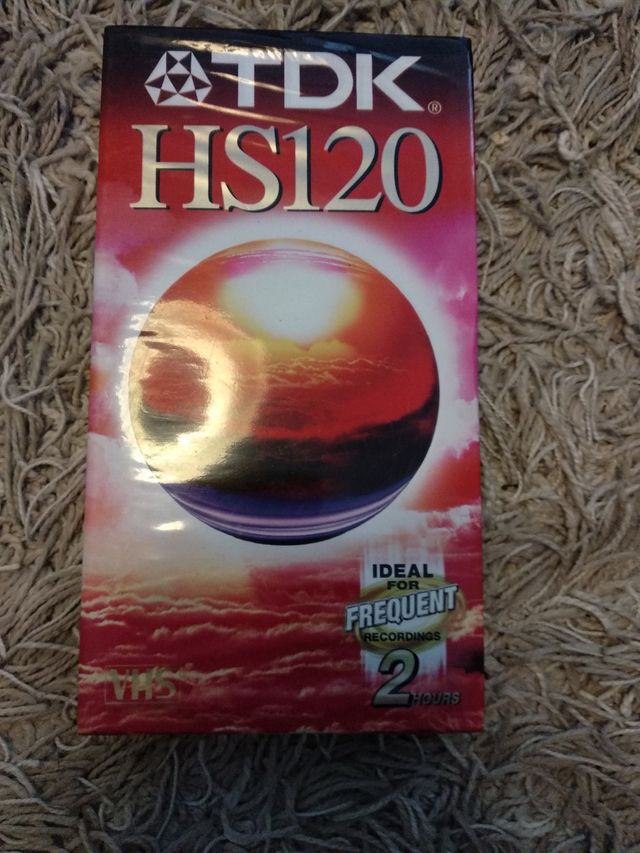 TDK®
HS120
IDEAL
FOR
FREQUENT
RECORDINGS
2
HOURS
VHS